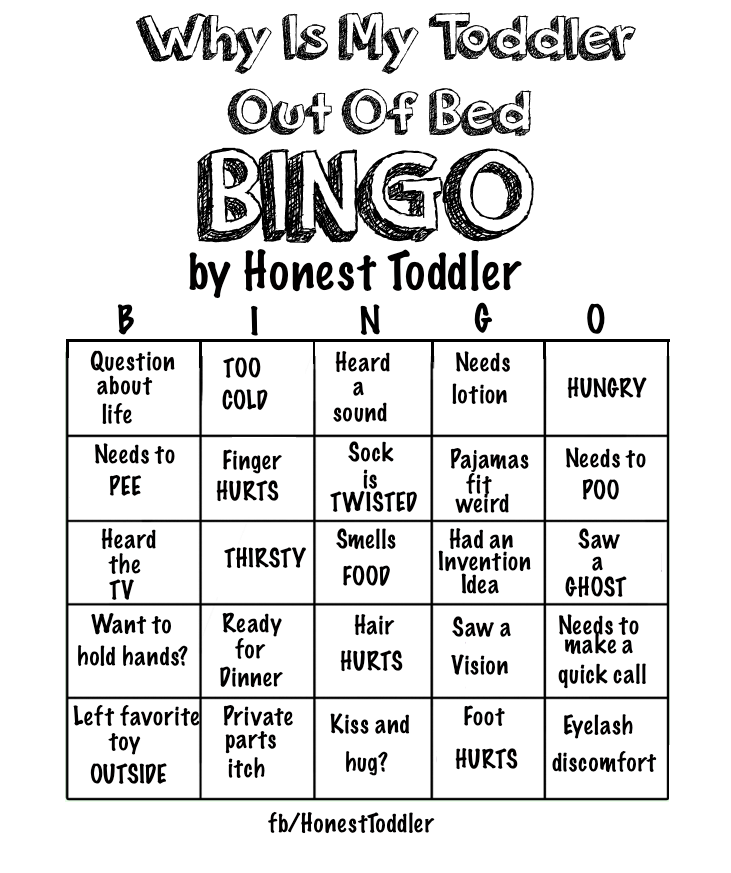 Why Is My Toddler
Out Of Bed
BINGO
by Honest Toddler
B I N G O
Question
about
life
TOO
COLD
Heard
a
sound
Needs
lotion
HUNGRY
Needs to
PEE
Finger
HURTS
Sock
is
TWISTED
Pajamas
fit
weird
Needs to
POO
Heard
the
TV
THIRSTY
Smells
FOOD
Had an
Invention
Idea
Saw
a
GHOST
Want to
hold hands?
Ready
for
Dinner
Hair
HURTS
Saw a
Vision
Needs to
make a
quick call
Left favorite
toy
OUTSIDE
Private
parts
itch
Kiss and
hug?
Foot
HURTS
Eyelash
discomfort
fb/HonestToddler